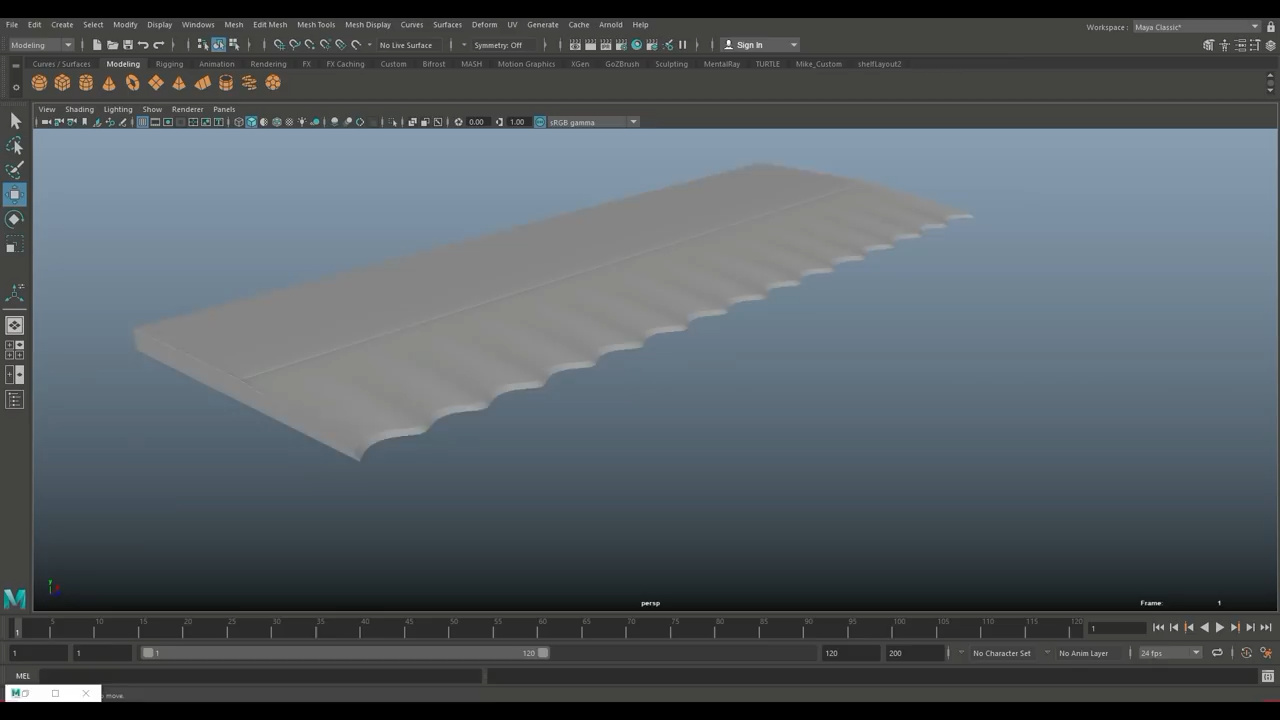 File Edit Create Select Modify Display Windows Mesh Edit Mesh Mesh Tools Mesh Display Curves Surfaces Deform UV Generate Cache Arnold Help
Workspace : Maya Classic*
Modeling No Live Surface Symmetry: Off Sign In
Curves / Surfaces Modeling Rigging Animation Rendering FX FX Caching Custom Bifrost MASH Motion Graphics XGen GoZBrush Sculpting MentalRay TURTLE Mike_Custom shelfLayout2
View Shading Lighting Show Renderer Panels
0.00 1.00 sRGB gamma
persp
Frame: 1
1 5 10 15 20 25 30 35 40 45 50 55 60 65 70 75 80 85 90 95 100 105 110 115 120 1
1 1 1 120 120 200 No Character Set No Anim Layer 24 fps
MEL
move.